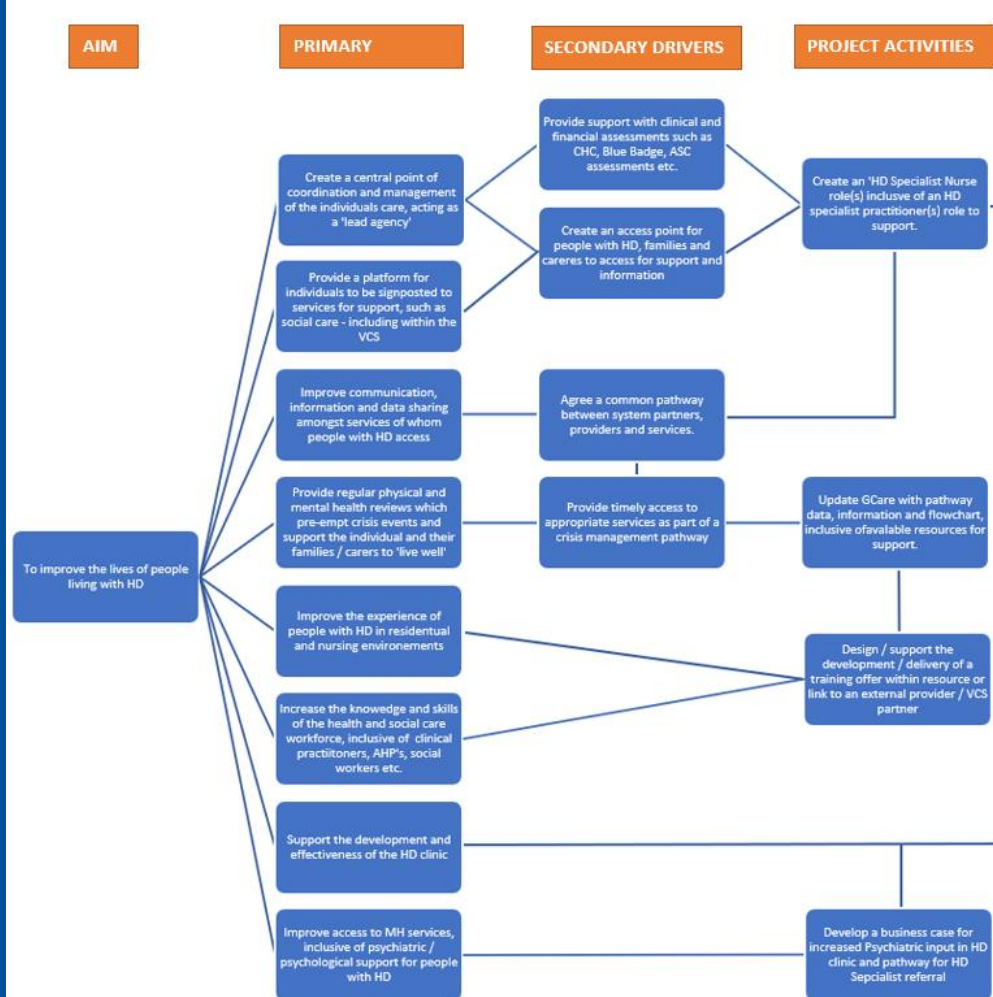 AIM
PRIMARY
SECONDARY DRIVERS
PROJECT ACTIVITIES
To improve the lives of people
living with HD
Create a central point of
coordination and management
of the individuals care, acting as
a 'lead agency'
Provide a platform for
individuals to be signposted to
services for support, such as
social care - including within the
VCS
Improve communication,
information and data sharing
amongst services of whom
people with HD access
Provide regular physical and
mental health reviews which
pre-empt crisis events and
support the individual and their
families / carers to 'live well'
Improve the experience of
people with HD in residentual
and nursing environements
Increase the knowedge and skills
of the health and social care
workforce, inclusive of clinical
practiitoners, AHP's, social
workers etc.
Support the development and
effectiveness of the HD clinic
Improve access to MH services,
inclusive of psychiatric /
psychological support for people
with HD
Provide support with clinical and
financial assessments such as
CHC, Blue Badge, ASC
assessments etc.
Create an access point for
people with HD, families and
careres to access for support and
information
Agree a common pathway
between system partners,
providers and services.
Provide timely access to
appropriate services as part of a
crisis management pathway
Create an 'HD Specialist Nurse
role(s) inclusve of an HD
specialist practitioner(s) role to
support.
Update GCare with pathway
data, information and flowchart,
inclusive ofavalable resources for
support.
Design / support the
development / delivery of a
training offer within resource or
link to an external provider / VCS
partner
Develop a business case for
increased Psychiatric input in HD
clinic and pathway for HD
Sepcialist referral